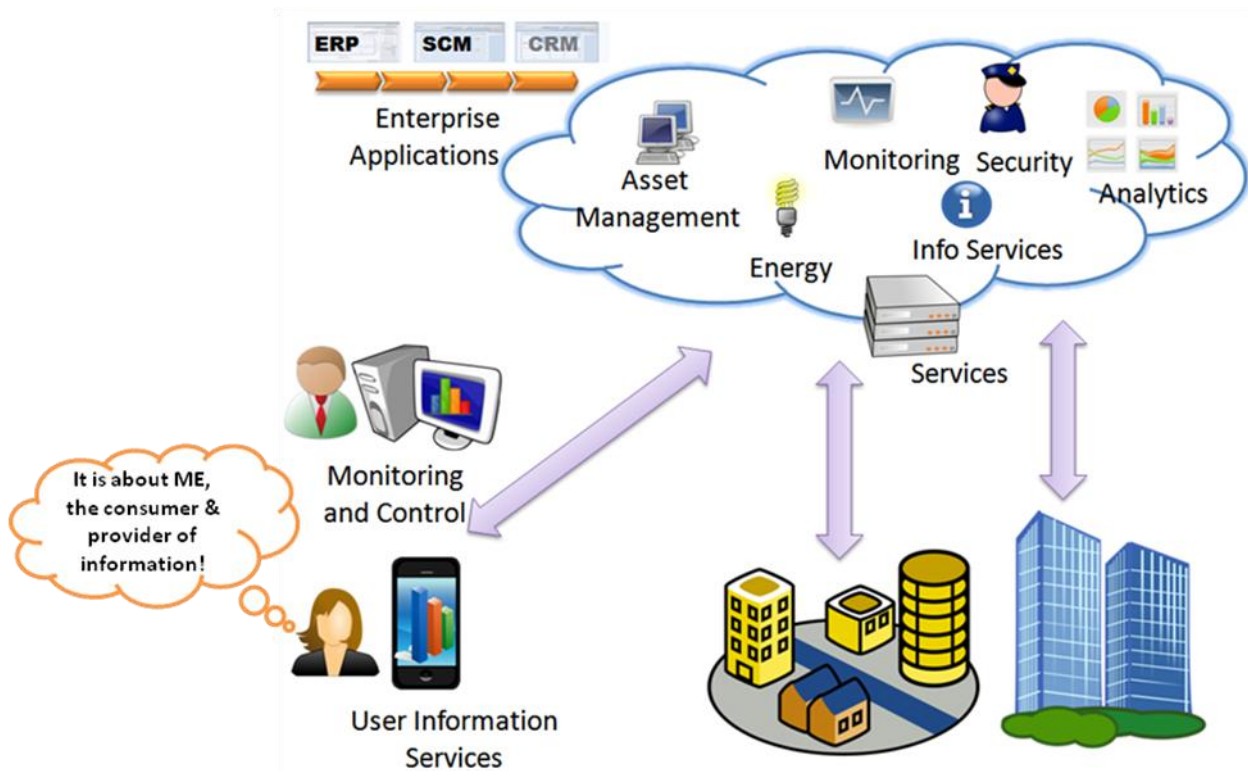 ERP
SCM
CRM
Enterprise
Applications
Asset
Management
Monitoring
Security
Analytics
Energy
Info Services
Services
Monitoring
and Control
It is about ME,
the consumer &
provider of
information!
User Information
Services